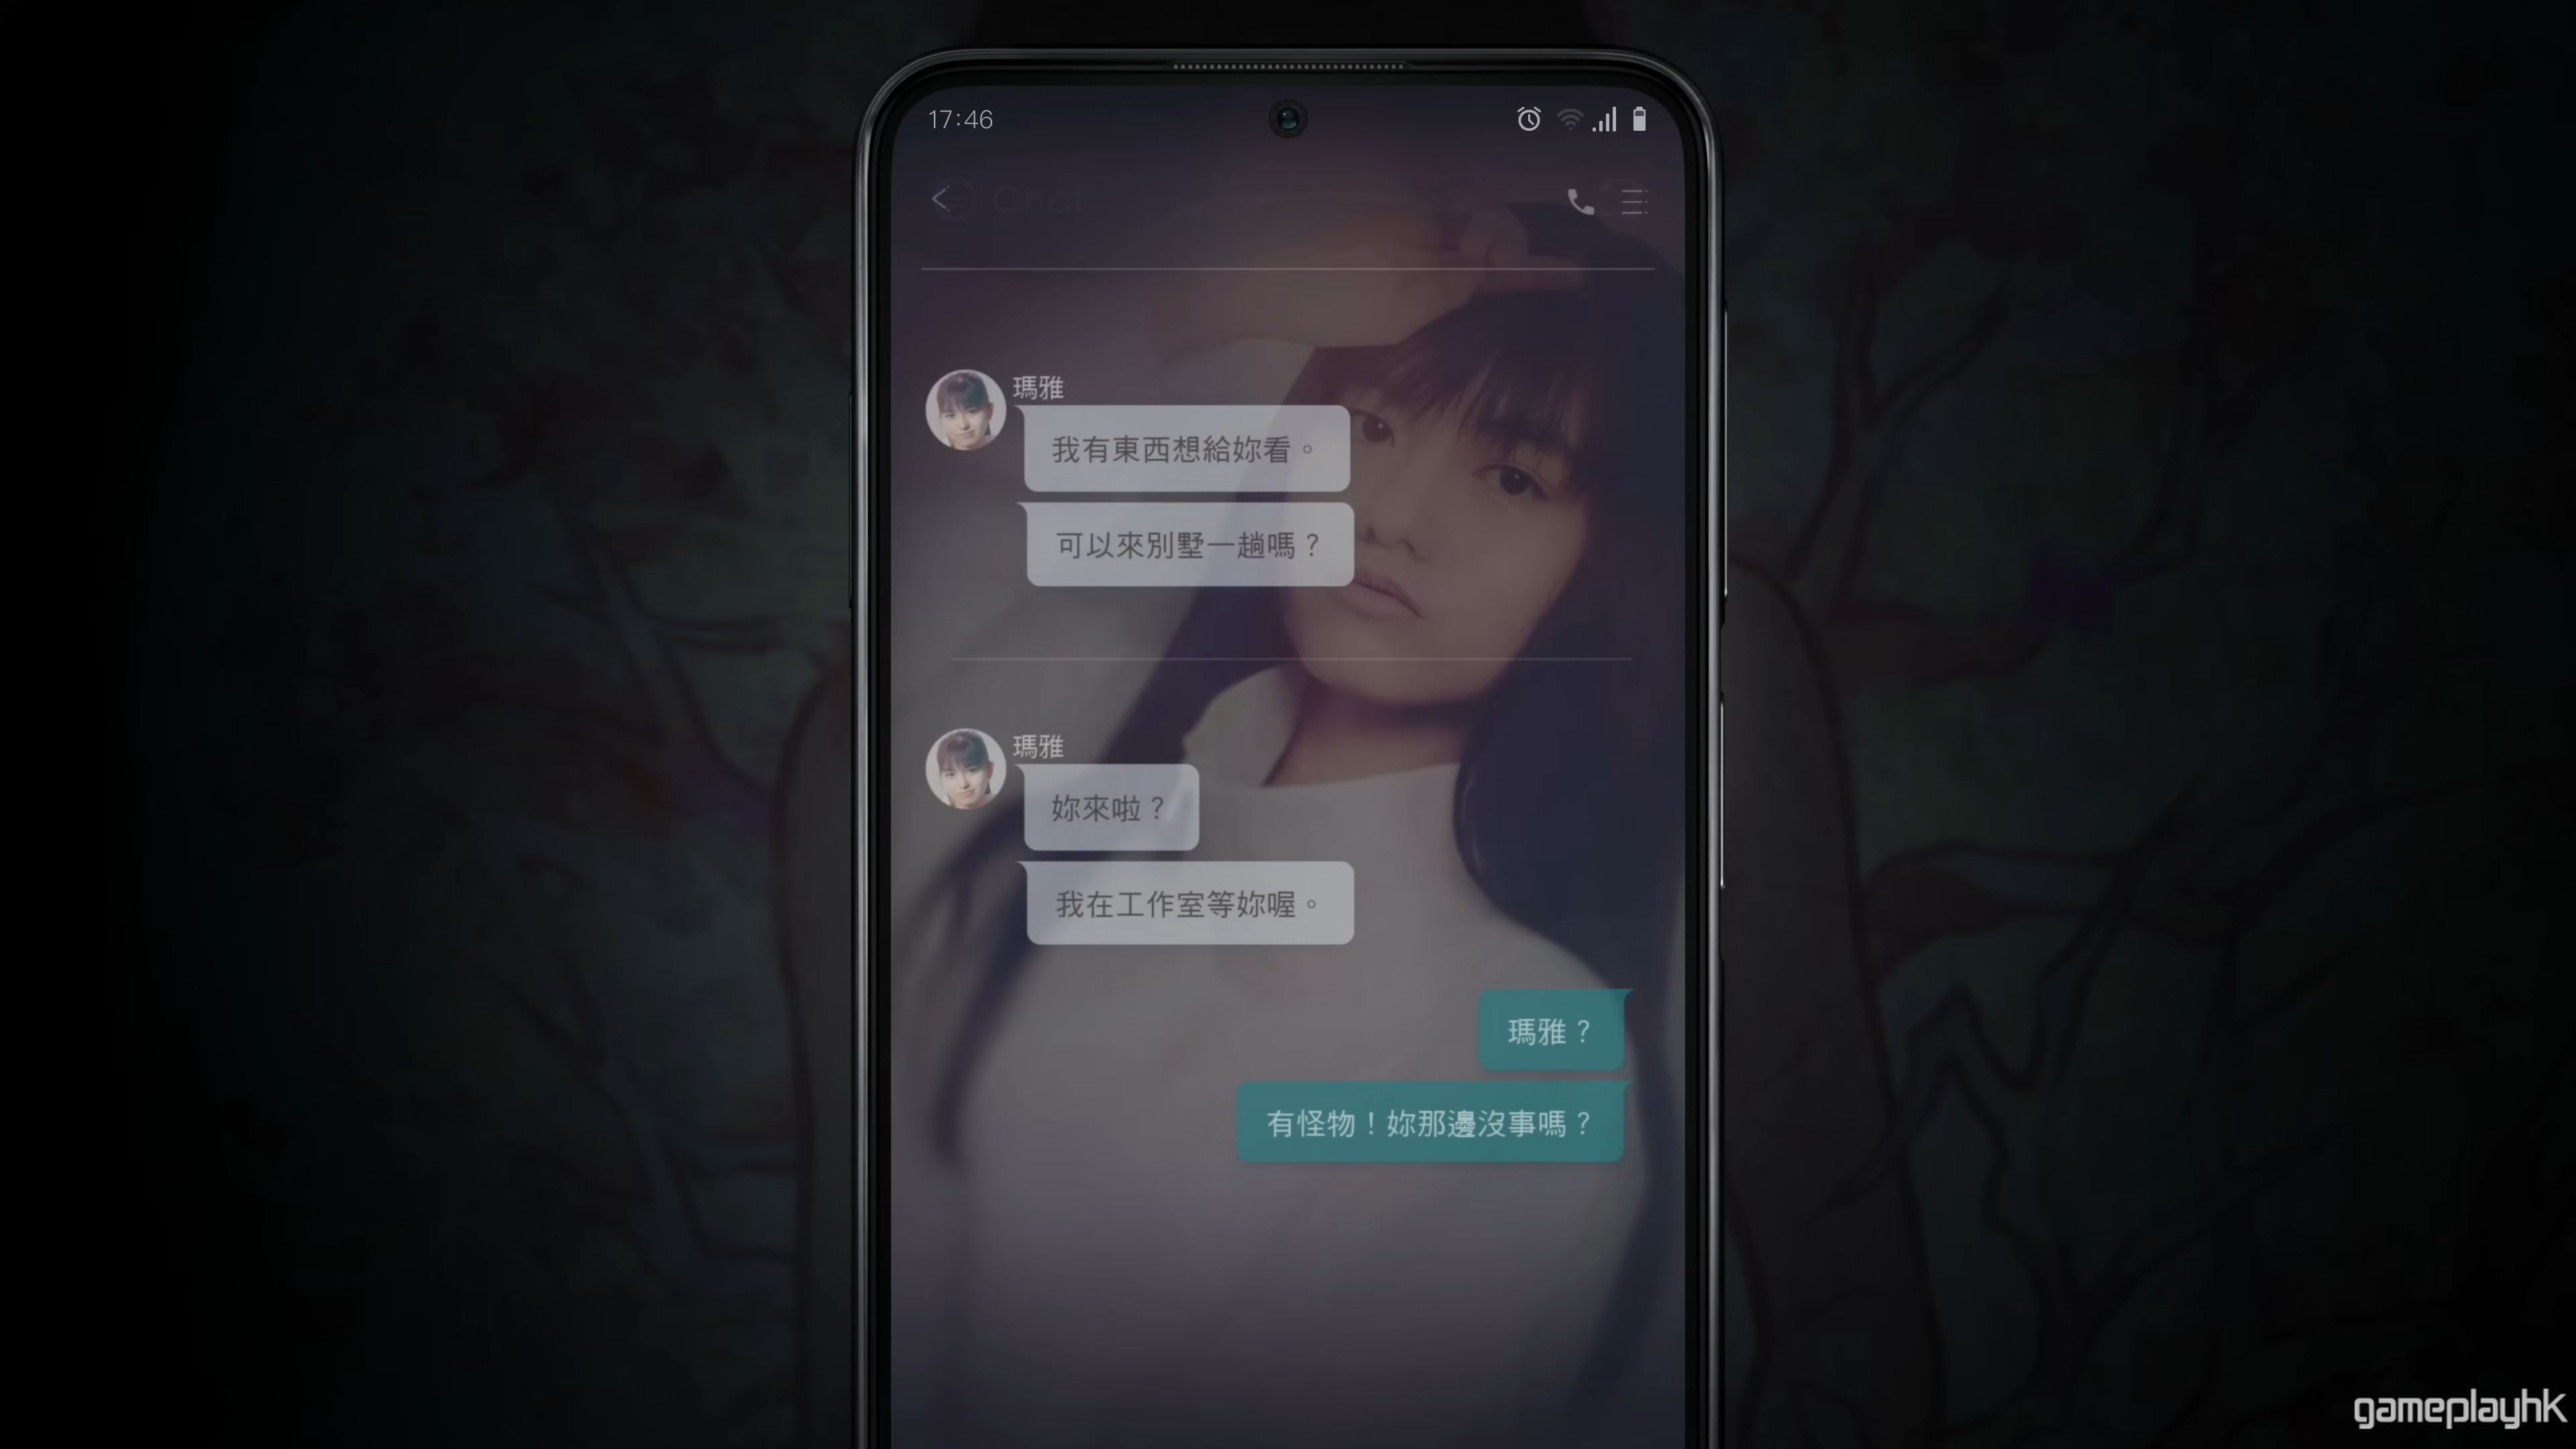 17:46
Chat
瑪雅
我有東西想給妳看。
可以來別墅一趟嗎？
瑪雅
妳來啦？
我在工作室等妳喔。
瑪雅？
有怪物！妳那邊沒事嗎？
gameplayhk